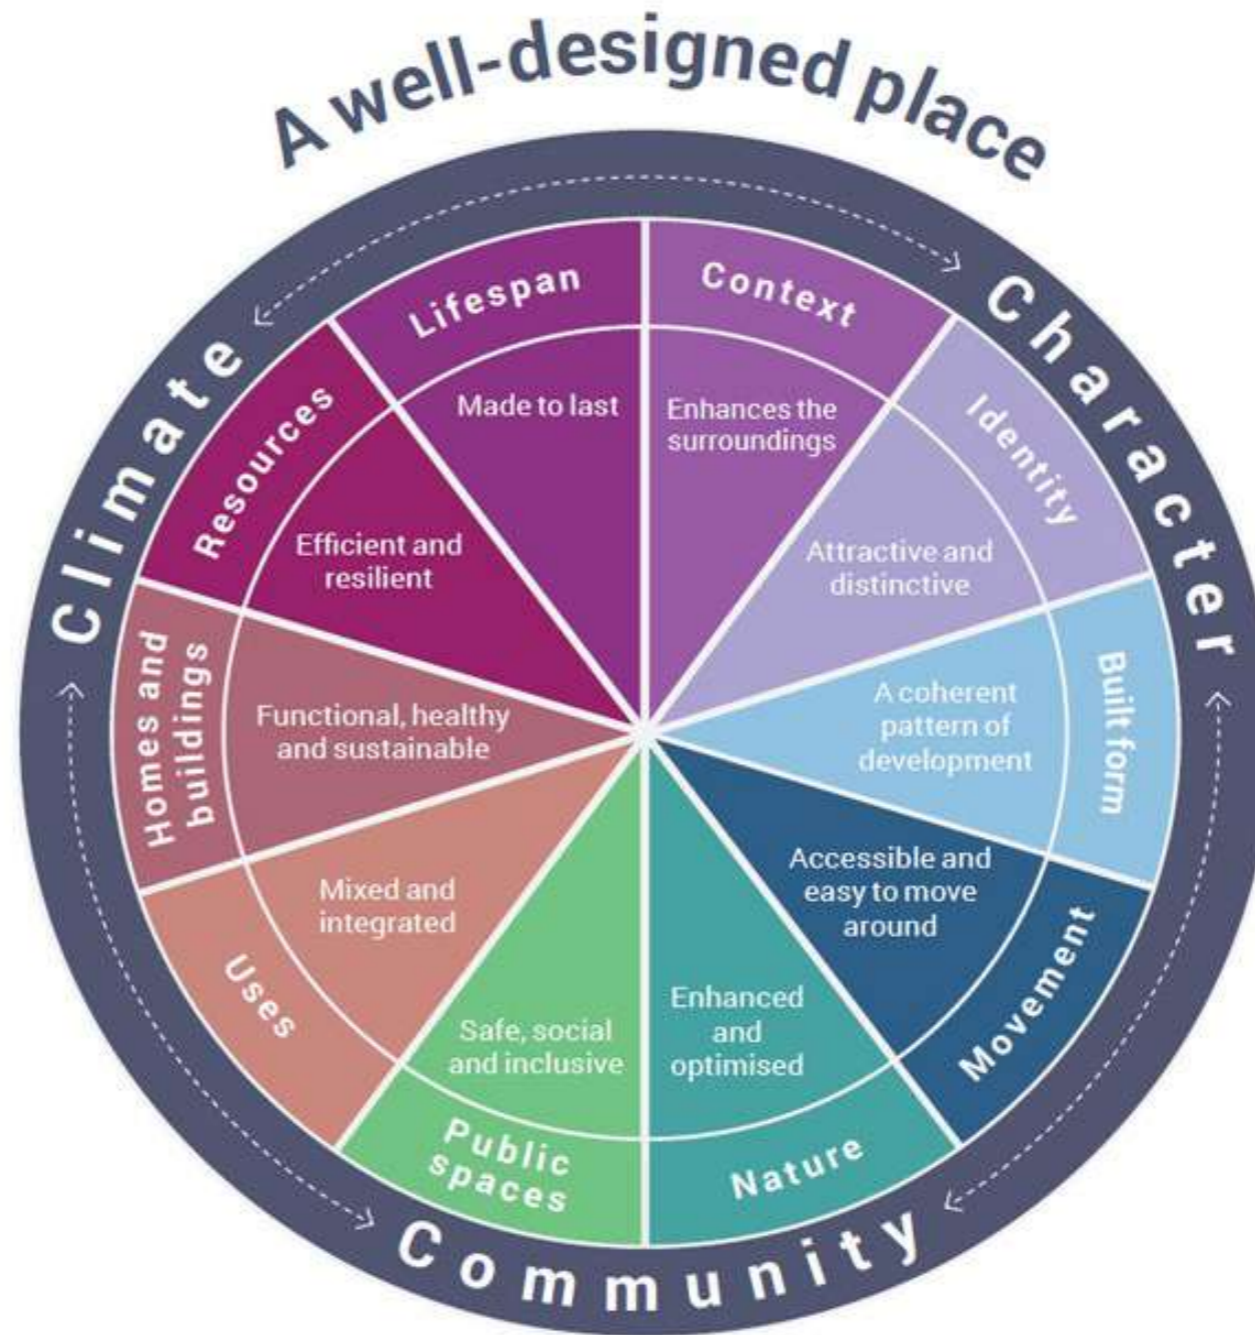 A well-designed place
Climate
Character
Community
Context
Enhances the
surroundings
Identity
Attractive and
distinctive
Built form
A coherent
pattern of
development
Movement
Accessible and
easy to move
around
Nature
Enhanced
and
optimised
Public
spaces
Safe, social
and inclusive
Uses
Mixed and
integrated
Homes and
buildings
Functional, healthy
and sustainable
Resources
Efficient and
resilient
Lifespan
Made to last